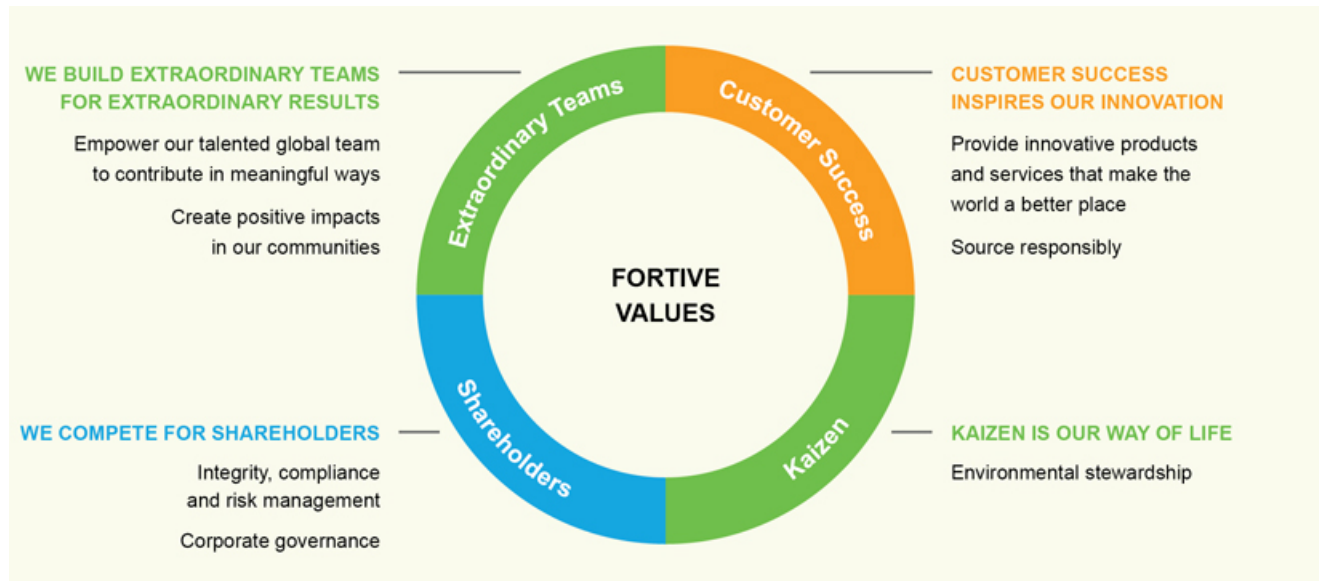 WE BUILD EXTRAORDINARY TEAMS
FOR EXTRAORDINARY RESULTS
Empower our talented global team
to contribute in meaningful ways
Create positive impacts
in our communities
Extraordinary Teams
Customer Success
CUSTOMER SUCCESS
INSPIRES OUR INNOVATION
Provide innovative products
and services that make the
world a better place
Source responsibly
FORTIVE
VALUES
WE COMPETE FOR SHAREHOLDERS
Integrity, compliance
and risk management
Corporate governance
Shareholders
Kaizen
KAIZEN IS OUR WAY OF LIFE
Environmental stewardship